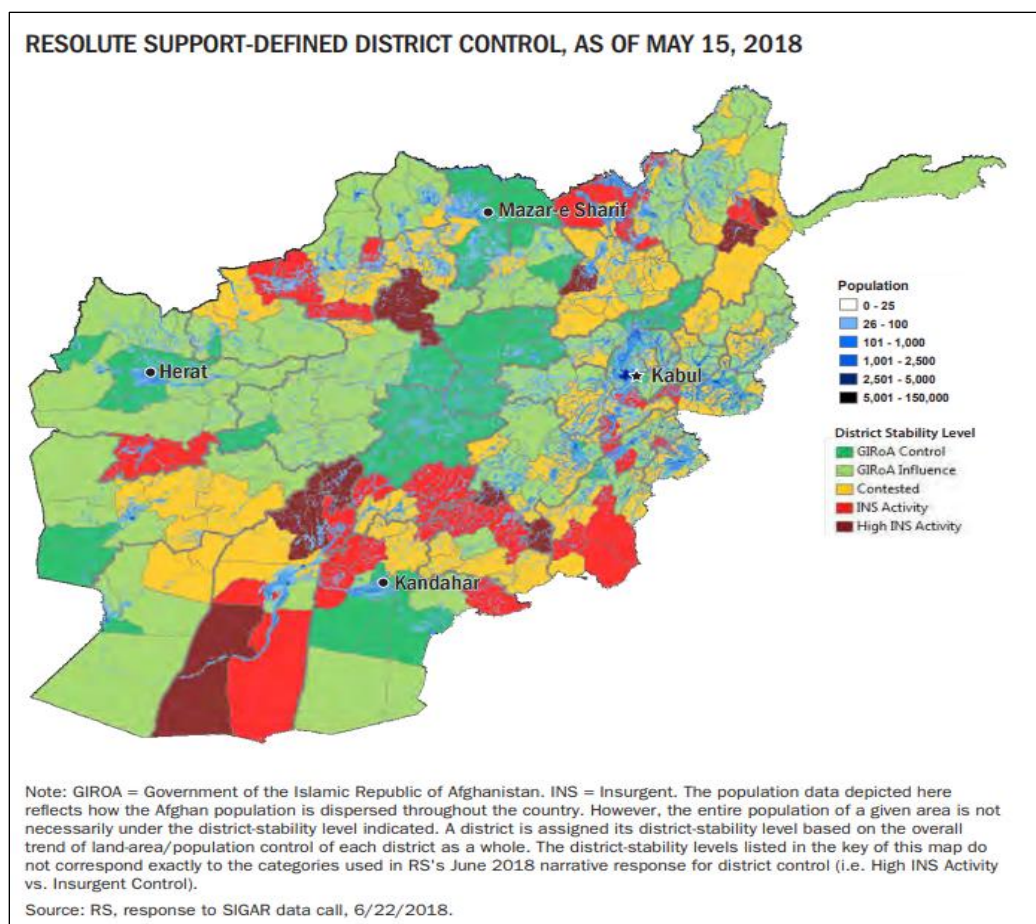 RESOLUTE SUPPORT-DEFINED DISTRICT CONTROL, AS OF MAY 15, 2018
Mazar-e Sharif
Herat
Kabul
Kandahar
Population
0 - 25
26 - 100
101 - 1,000
1,001 - 2,500
2,501 - 5,000
5,001 - 150,000
District Stability Level
GIRoA Control
GIRoA Influence
Contested
INS Activity
High INS Activity
Note: GIROA = Government of the Islamic Republic of Afghanistan. INS = Insurgent. The population data depicted here
reflects how the Afghan population is dispersed throughout the country. However, the entire population of a given area is not
necessarily under the district-stability level indicated. A district is assigned its district-stability level based on the overall
trend of land-area/population control of each district as a whole. The district-stability levels listed in the key of this map do
not correspond exactly to the categories used in RS's June 2018 narrative response for district control (i.e. High INS Activity
vs. Insurgent Control).
Source: RS, response to SIGAR data call, 6/22/2018.